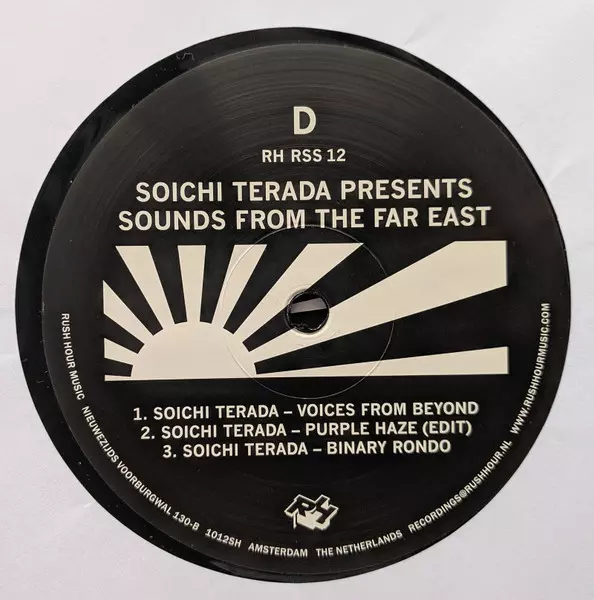 D
RH RSS 12
SOICHI TERADA PRESENTS
SOUNDS FROM THE FAR EAST
1. SOICHI TERADA – VOICES FROM BEYOND
2. SOICHI TERADA – PURPLE HAZE (EDIT)
3. SOICHI TERADA – BINARY RONDO
RH
RUSH HOUR MUSIC NIEUWEZIJDS VOORBURGWAL 130-B 1012SH AMSTERDAM THE NETHERLANDS RECORDINGS@RUSHHOUR.NL WWW.RUSHHOURMUSIC.COM